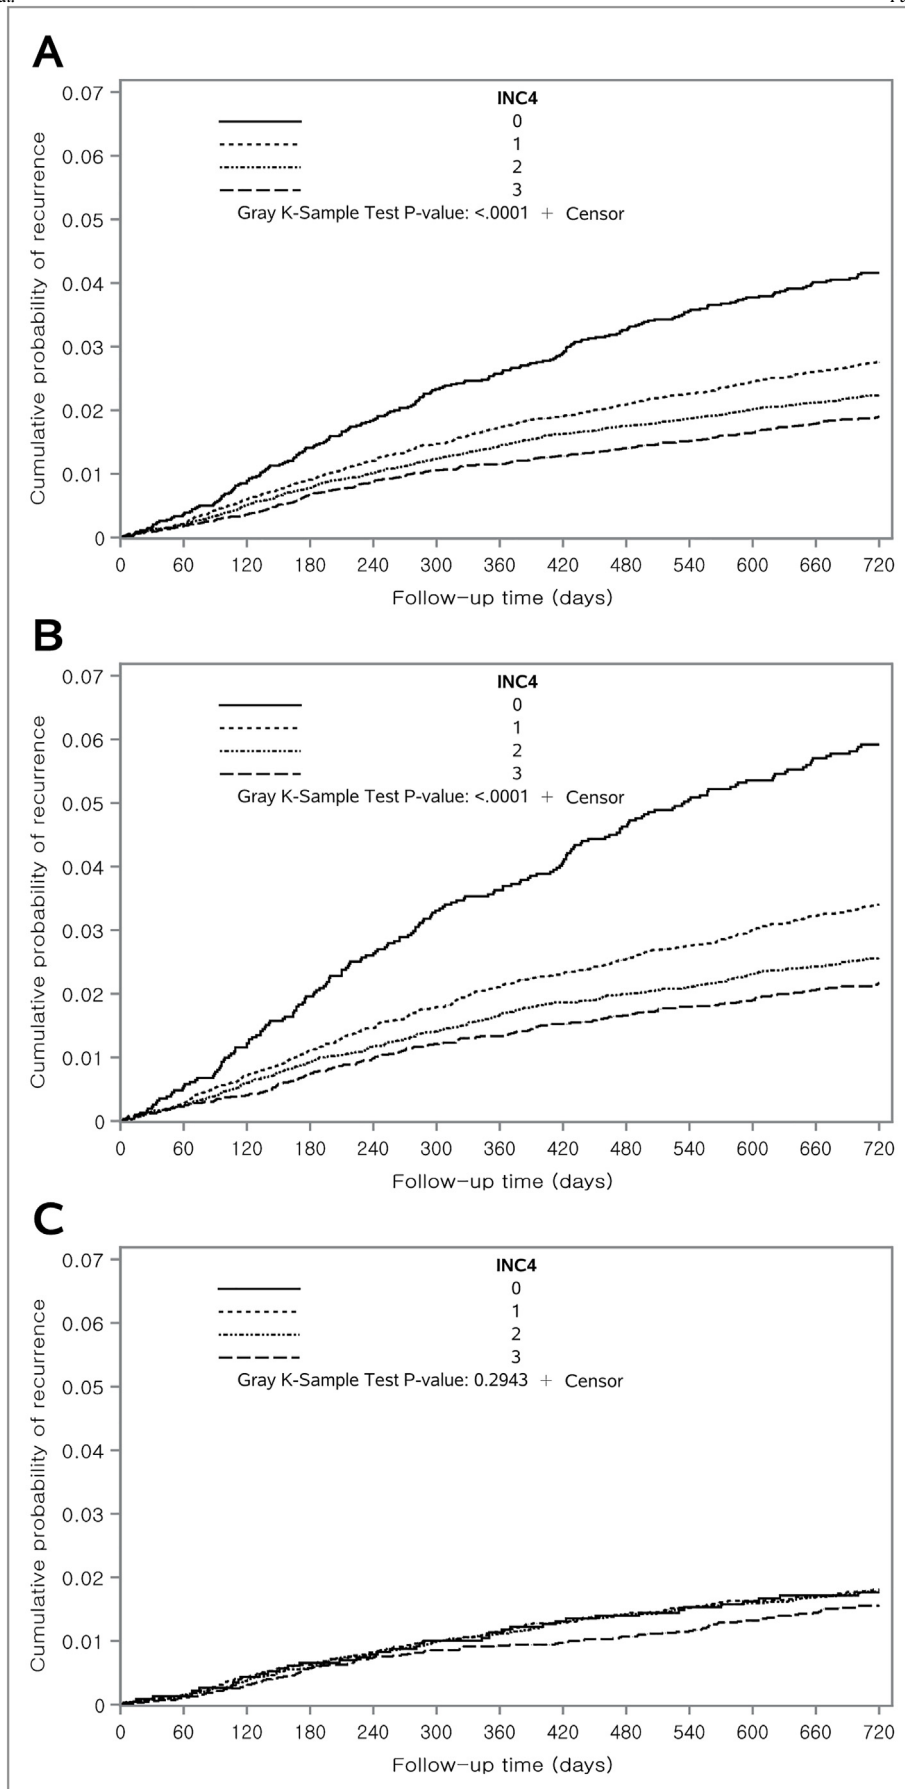 A
Cumulative probability of recurrence
0.07
0.06
0.05
0.04
0.03
0.02
0.01
0
INC4
0
1
2
3
Gray K-Sample Test P-value: <.0001 + Censor
0 60 120 180 240 300 360 420 480 540 600 660 720
Follow-up time (days)
B
Cumulative probability of recurrence
0.07
0.06
0.05
0.04
0.03
0.02
0.01
0
INC4
0
1
2
3
Gray K-Sample Test P-value: <.0001 + Censor
0 60 120 180 240 300 360 420 480 540 600 660 720
Follow-up time (days)
C
Cumulative probability of recurrence
0.07
0.06
0.05
0.04
0.03
0.02
0.01
0
INC4
0
1
2
3
Gray K-Sample Test P-value: 0.2943 + Censor
0 60 120 180 240 300 360 420 480 540 600 660 720
Follow-up time (days)